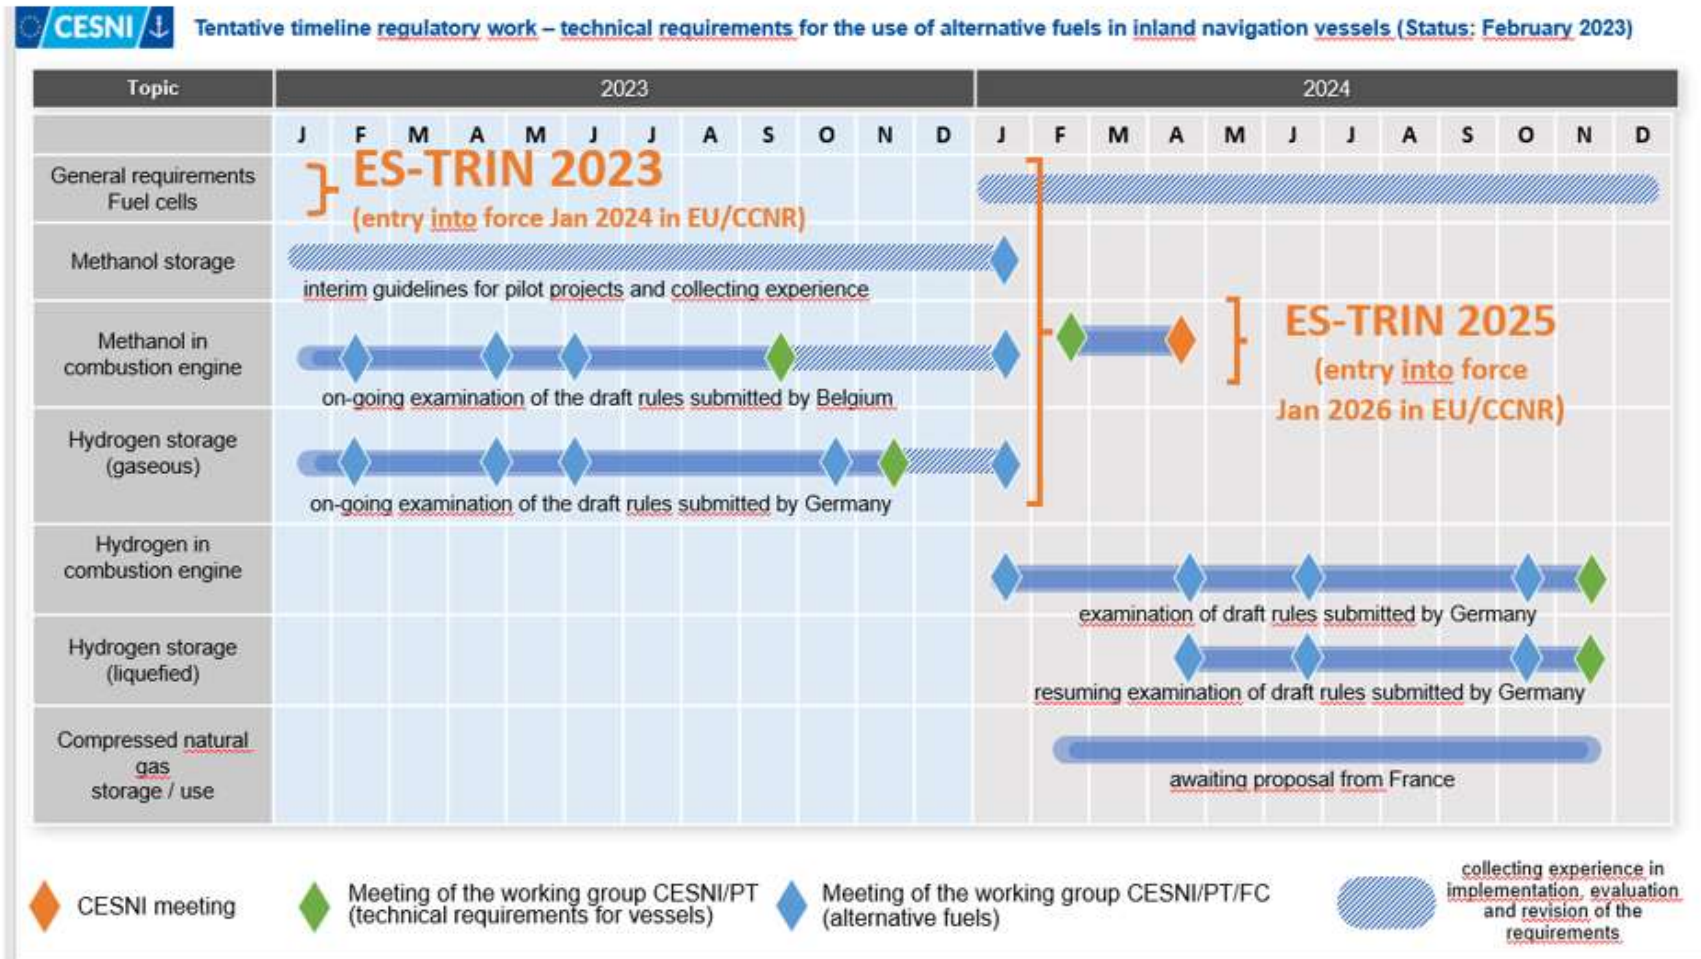 CESNI
Tentative timeline regulatory work – technical requirements for the use of alternative fuels in inland navigation vessels (Status: February 2023)
Topic 2023 2024
J F M A M J J A S O N D J F M A M J J A S O N D
General requirements
Fuel cells
ES-TRIN 2023
(entry into force Jan 2024 in EU/CCNR)
Methanol storage
interim guidelines for pilot projects and collecting experience
Methanol in
combustion engine
on-going examination of the draft rules submitted by Belgium
ES-TRIN 2025
(entry into force
Jan 2026 in EU/CCNR)
Hydrogen storage
(gaseous)
on-going examination of the draft rules submitted by Germany
Hydrogen in
combustion engine
examination of draft rules submitted by Germany
Hydrogen storage
(liquefied)
resuming examination of draft rules submitted by Germany
Compressed natural
gas
storage / use
awaiting proposal from France
CESNI meeting
Meeting of the working group CESNI/PT
(technical requirements for vessels)
Meeting of the working group CESNI/PT/FC
(alternative fuels)
collecting experience in
implementation, evaluation
and revision of the
requirements